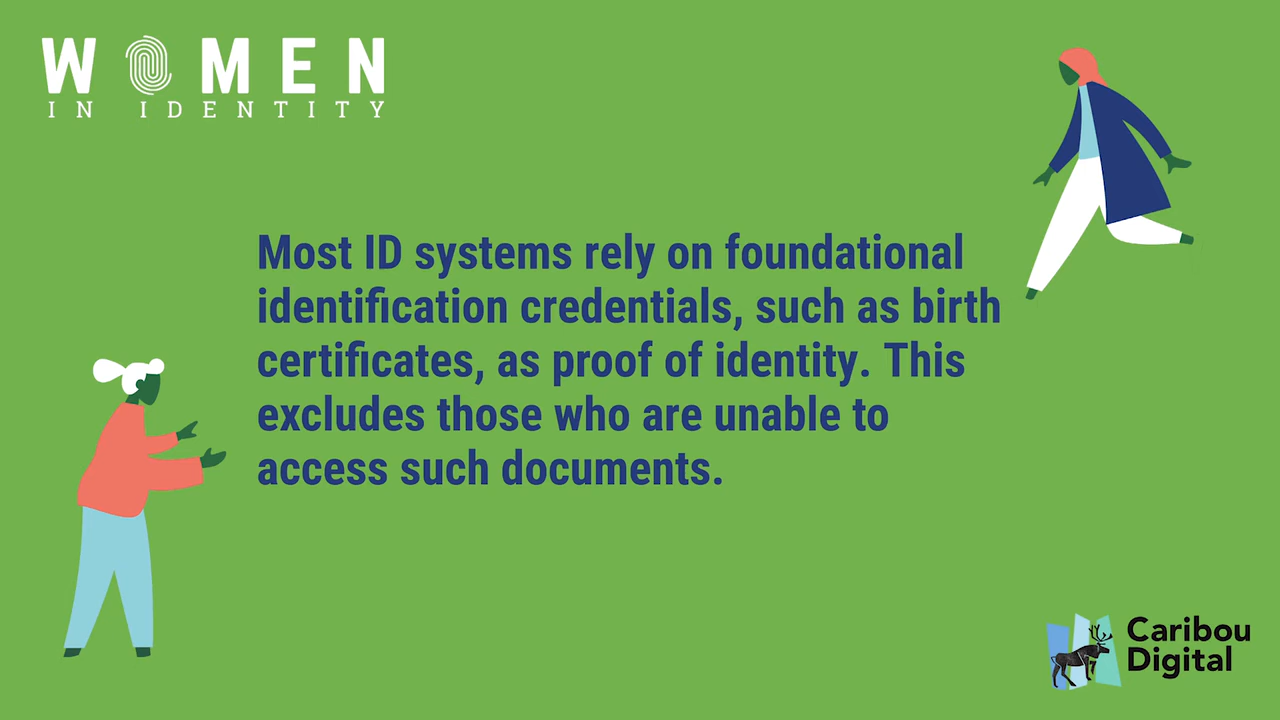 WOMEN
IN IDENTITY
Most ID systems rely on foundational
identification credentials, such as birth
certificates, as proof of identity. This
excludes those who are unable to
access such documents.
Caribou
Digital